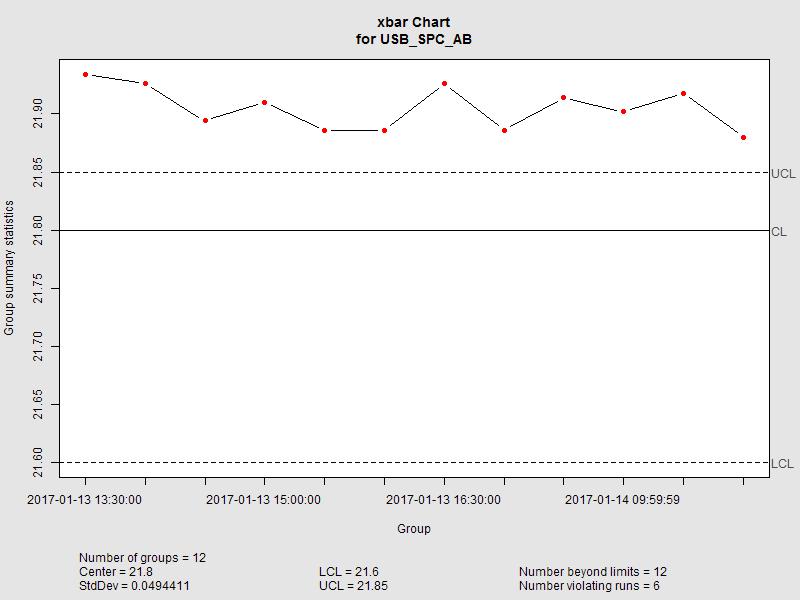 xbar Chart
for USB_SPC_AB
Group summary statistics
21.90
21.85
21.80
21.75
21.70
21.65
21.60
UCL
CL
LCL
2017-01-13 13:30:00 2017-01-13 15:00:00 2017-01-13 16:30:00 2017-01-14 09:59:59
Group
Number of groups = 12
Center = 21.8 LCL = 21.6 Number beyond limits = 12
StdDev = 0.0494411 UCL = 21.85 Number violating runs = 6